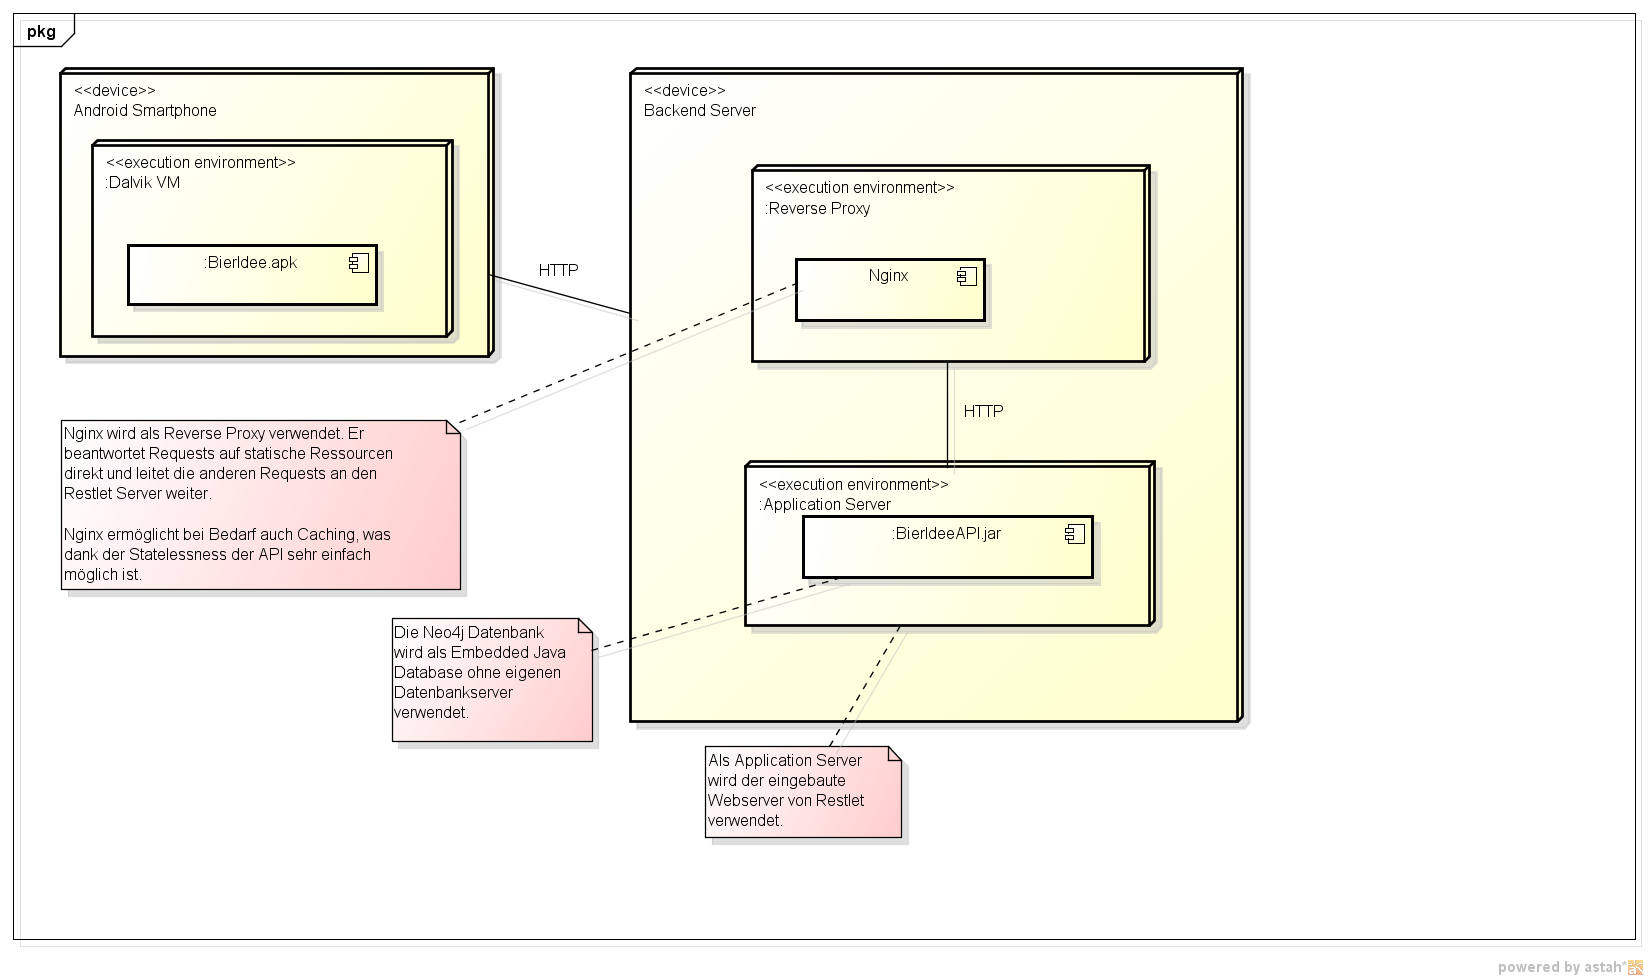 pkg
<<device>>
Android Smartphone
<<execution environment>>
:Dalvik VM
:BierIdee.apk
HTTP
<<device>>
Backend Server
<<execution environment>>
:Reverse Proxy
Nginx
HTTP
<<execution environment>>
:Application Server
:BierIdeeAPI.jar
Nginx wird als Reverse Proxy verwendet. Er
beantwortet Requests auf statische Ressourcen
direkt und leitet die anderen Requests an den
Restlet Server weiter.
Nginx ermöglicht bei Bedarf auch Caching, was
dank der Statelessness der API sehr einfach
möglich ist.
Die Neo4j Datenbank
wird als Embedded Java
Database ohne eigenen
Datenbankserver
verwendet.
Als Application Server
wird der eingebaute
Webserver von Restlet
verwendet.
powered by astah*